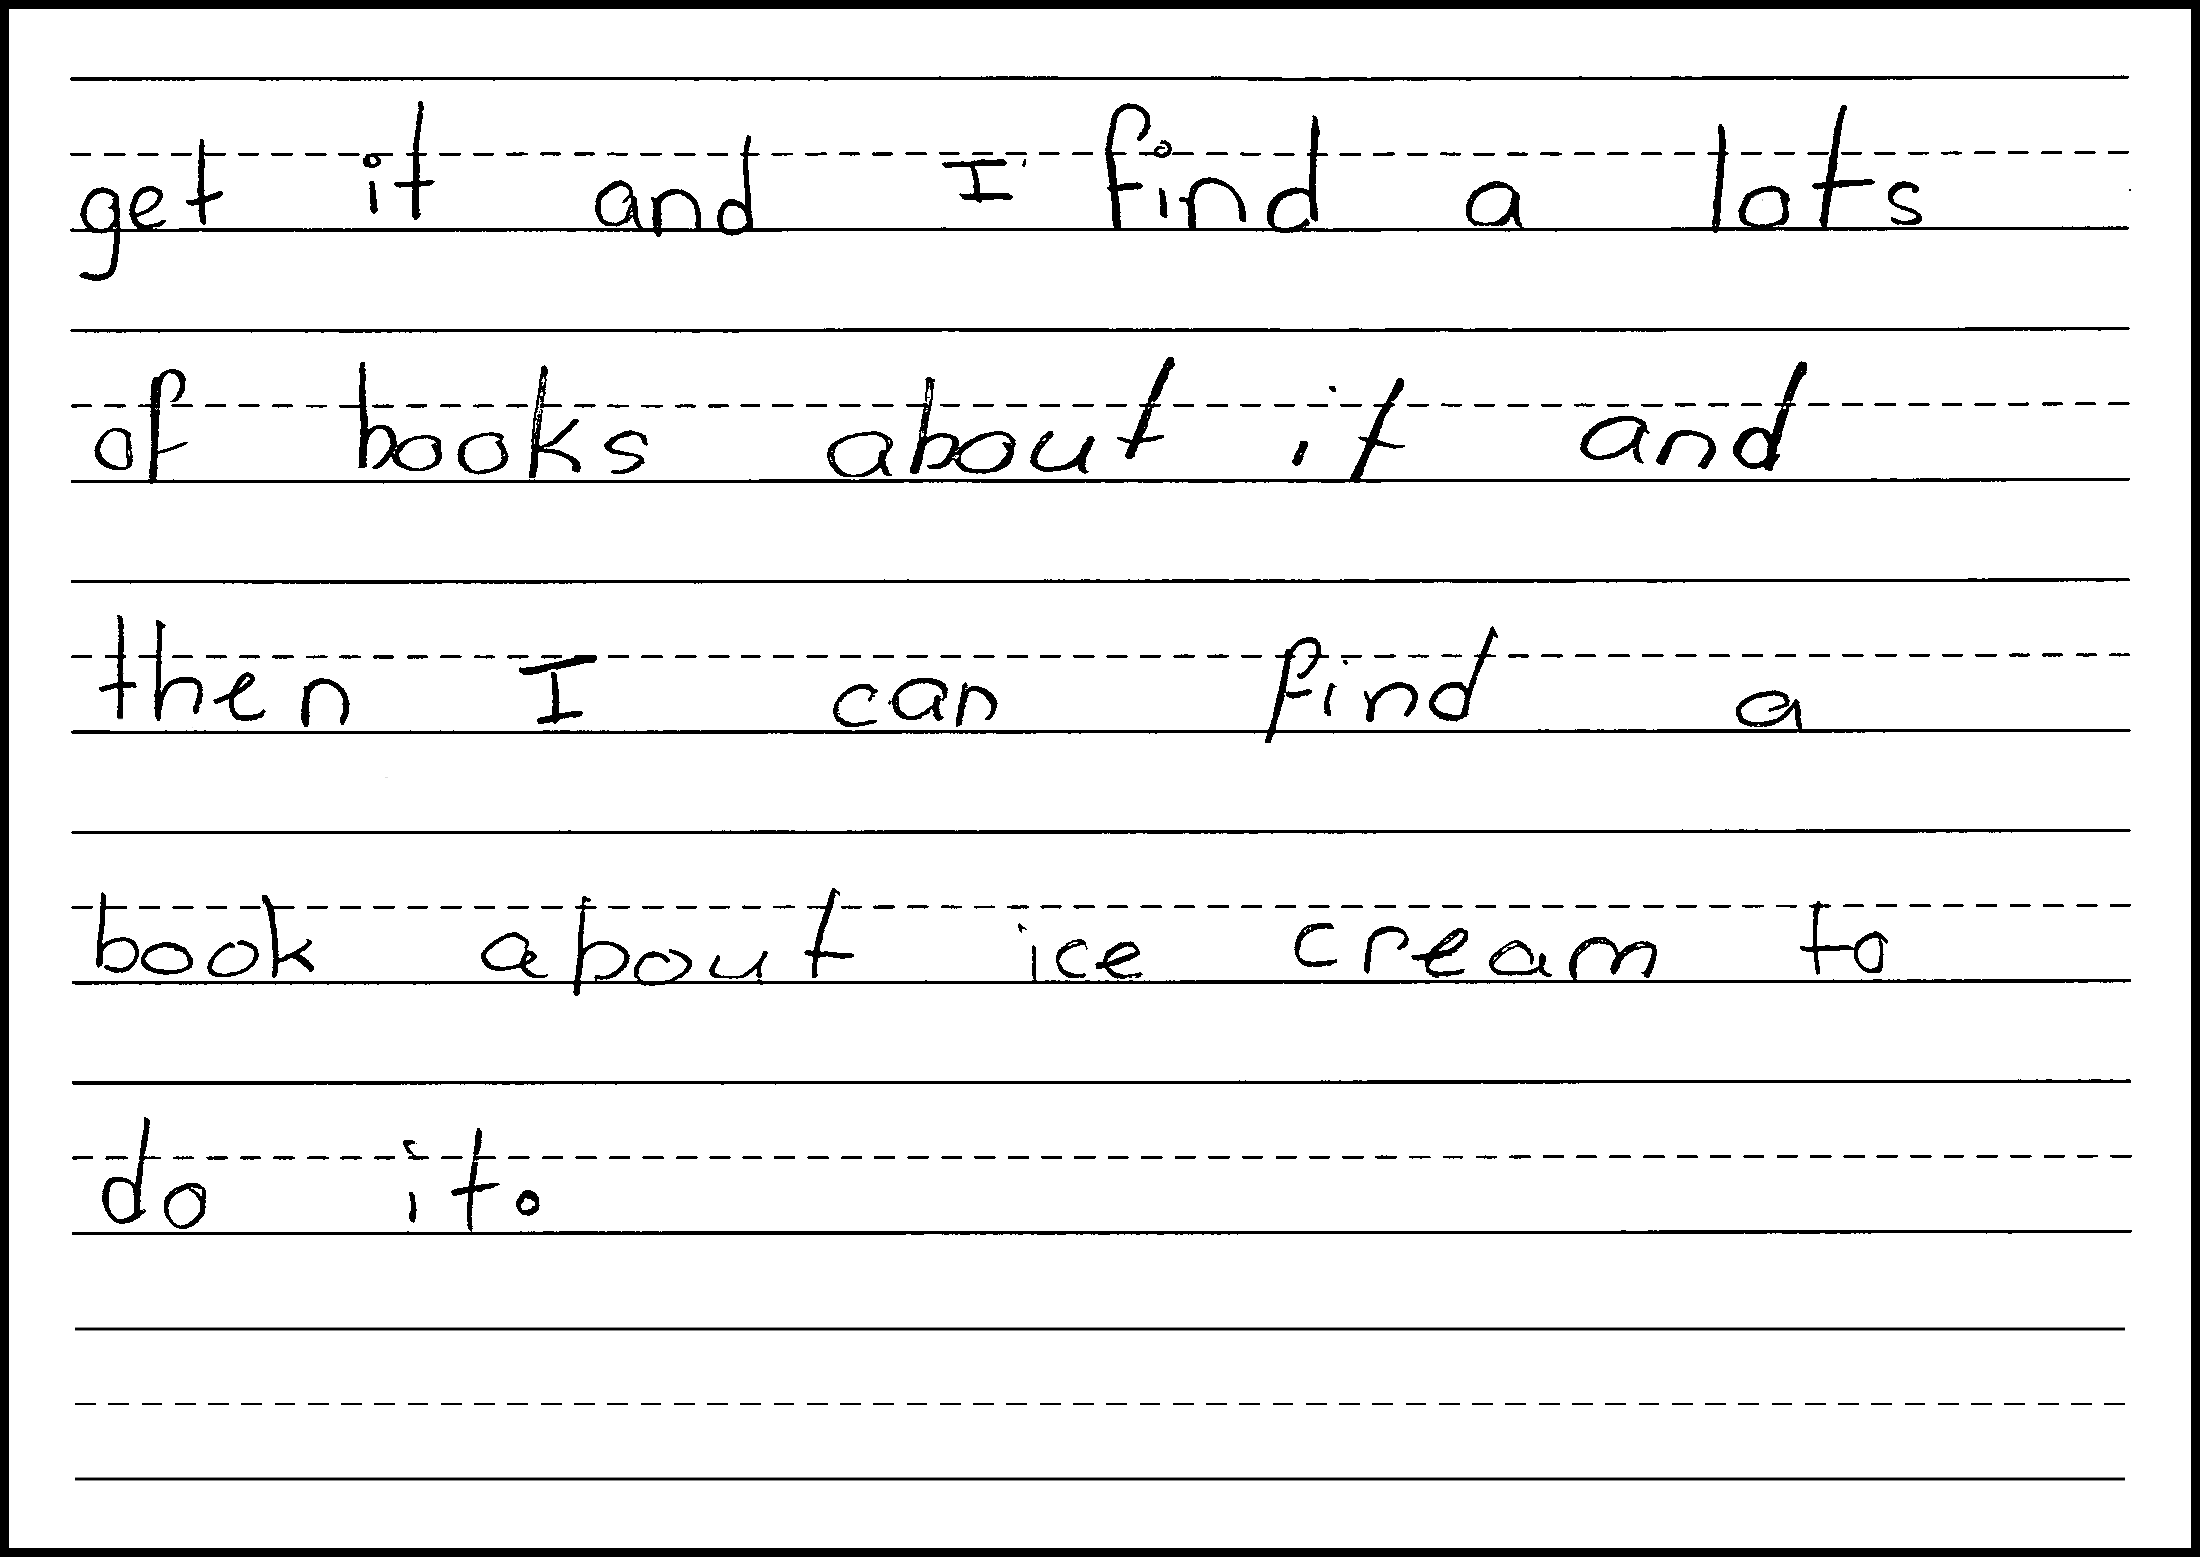 get it and I find a lots
of books about it and
then I can find a
book about ice cream to
do it.